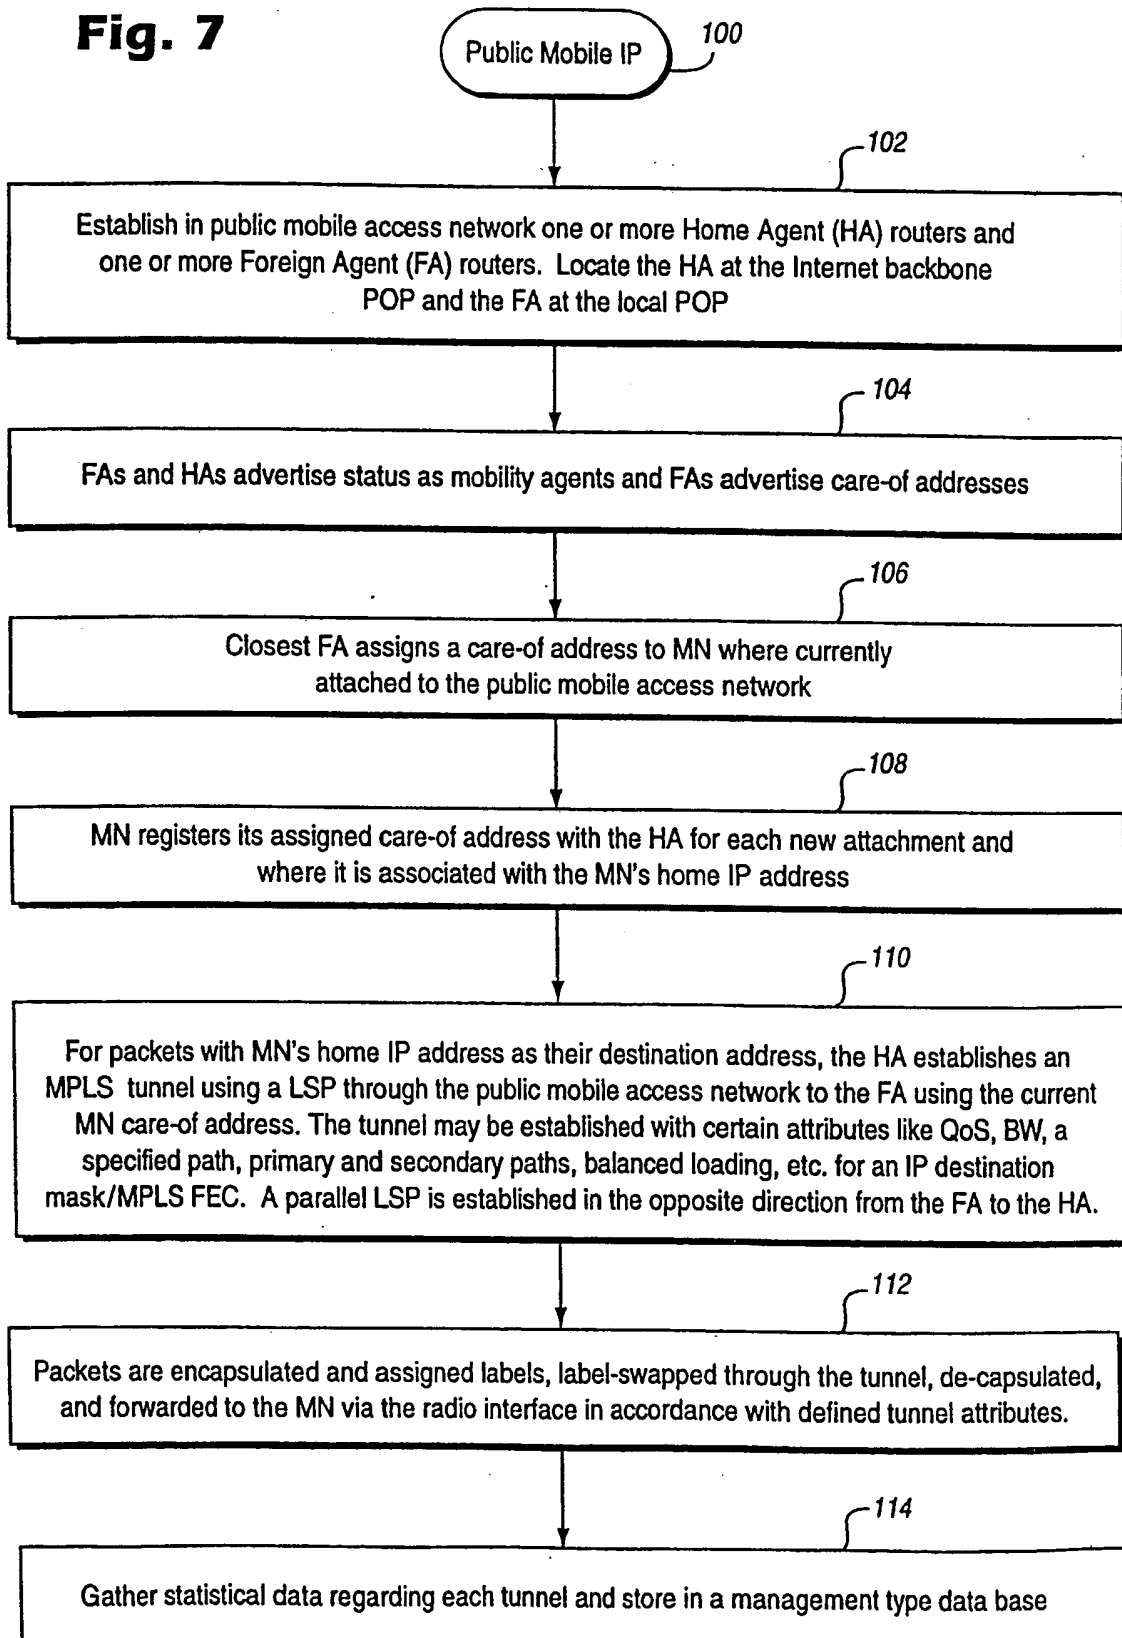 Fig. 7
Public Mobile IP
100
102
Establish in public mobile access network one or more Home Agent (HA) routers and
one or more Foreign Agent (FA) routers. Locate the HA at the Internet backbone
POP and the FA at the local POP
104
FAs and HAs advertise status as mobility agents and FAs advertise care-of addresses
106
Closest FA assigns a care-of address to MN where currently
attached to the public mobile access network
108
MN registers its assigned care-of address with the HA for each new attachment and
where it is associated with the MN's home IP address
110
For packets with MN's home IP address as their destination address, the HA establishes an
MPLS tunnel using a LSP through the public mobile access network to the FA using the current
MN care-of address. The tunnel may be established with certain attributes like QoS, BW, a
specified path, primary and secondary paths, balanced loading, etc. for an IP destination
mask/MPLS FEC. A parallel LSP is established in the opposite direction from the FA to the HA.
112
Packets are encapsulated and assigned labels, label-swapped through the tunnel, de-capsulated,
and forwarded to the MN via the radio interface in accordance with defined tunnel attributes.
114
Gather statistical data regarding each tunnel and store in a management type data base